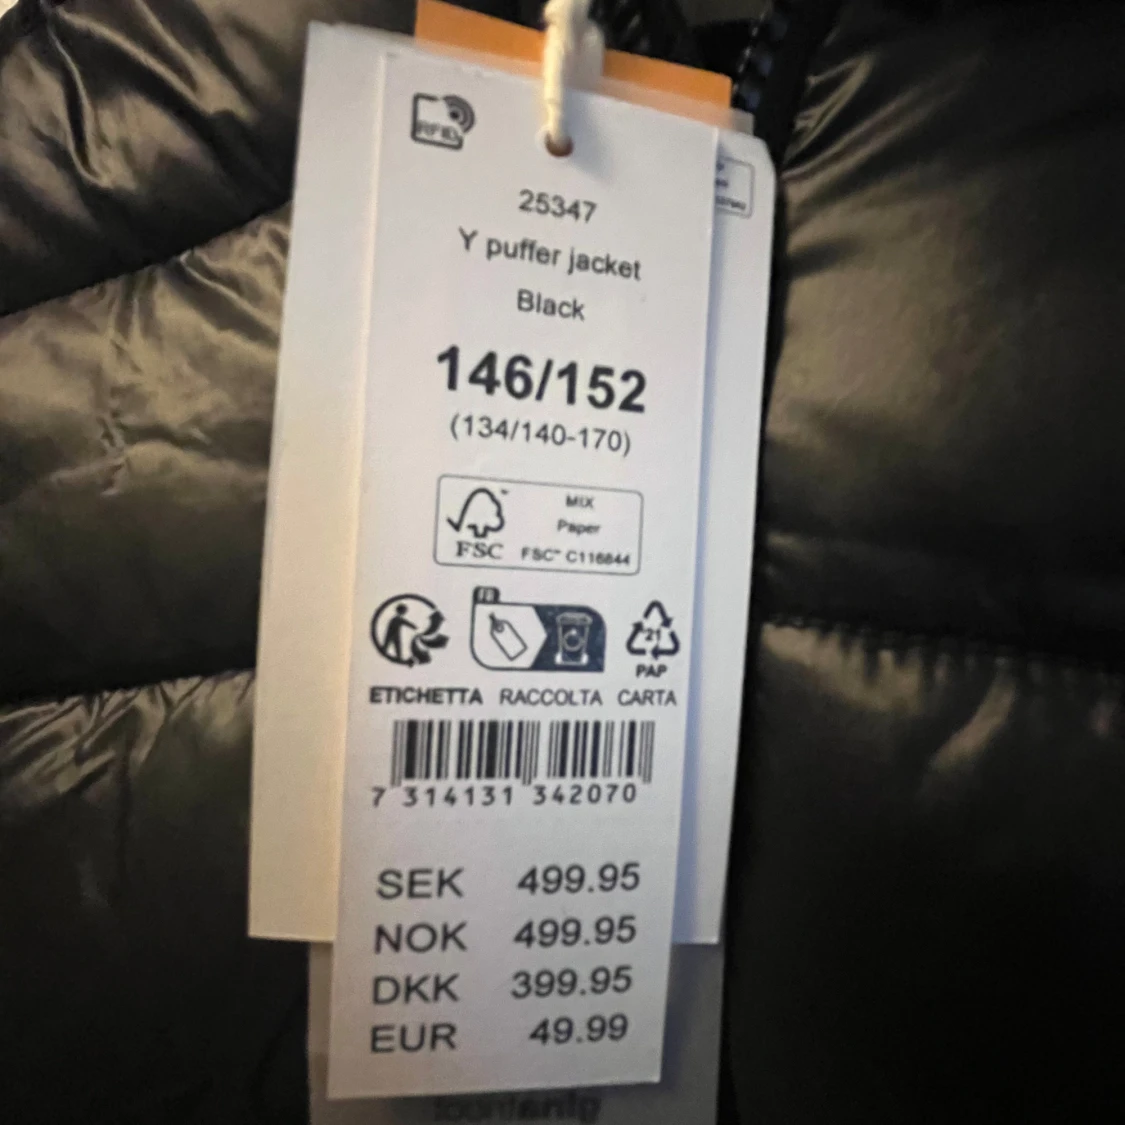 RFID
25347
Y puffer jacket
Black
146/152
(134/140-170)
MIX
Paper
FSC FSC™ C116844
FR
21
PAP
ETICHETTA RACCOLTA CARTA
7 314131 342070
SEK 499.95
NOK 499.95
DKK 399.95
EUR 49.99